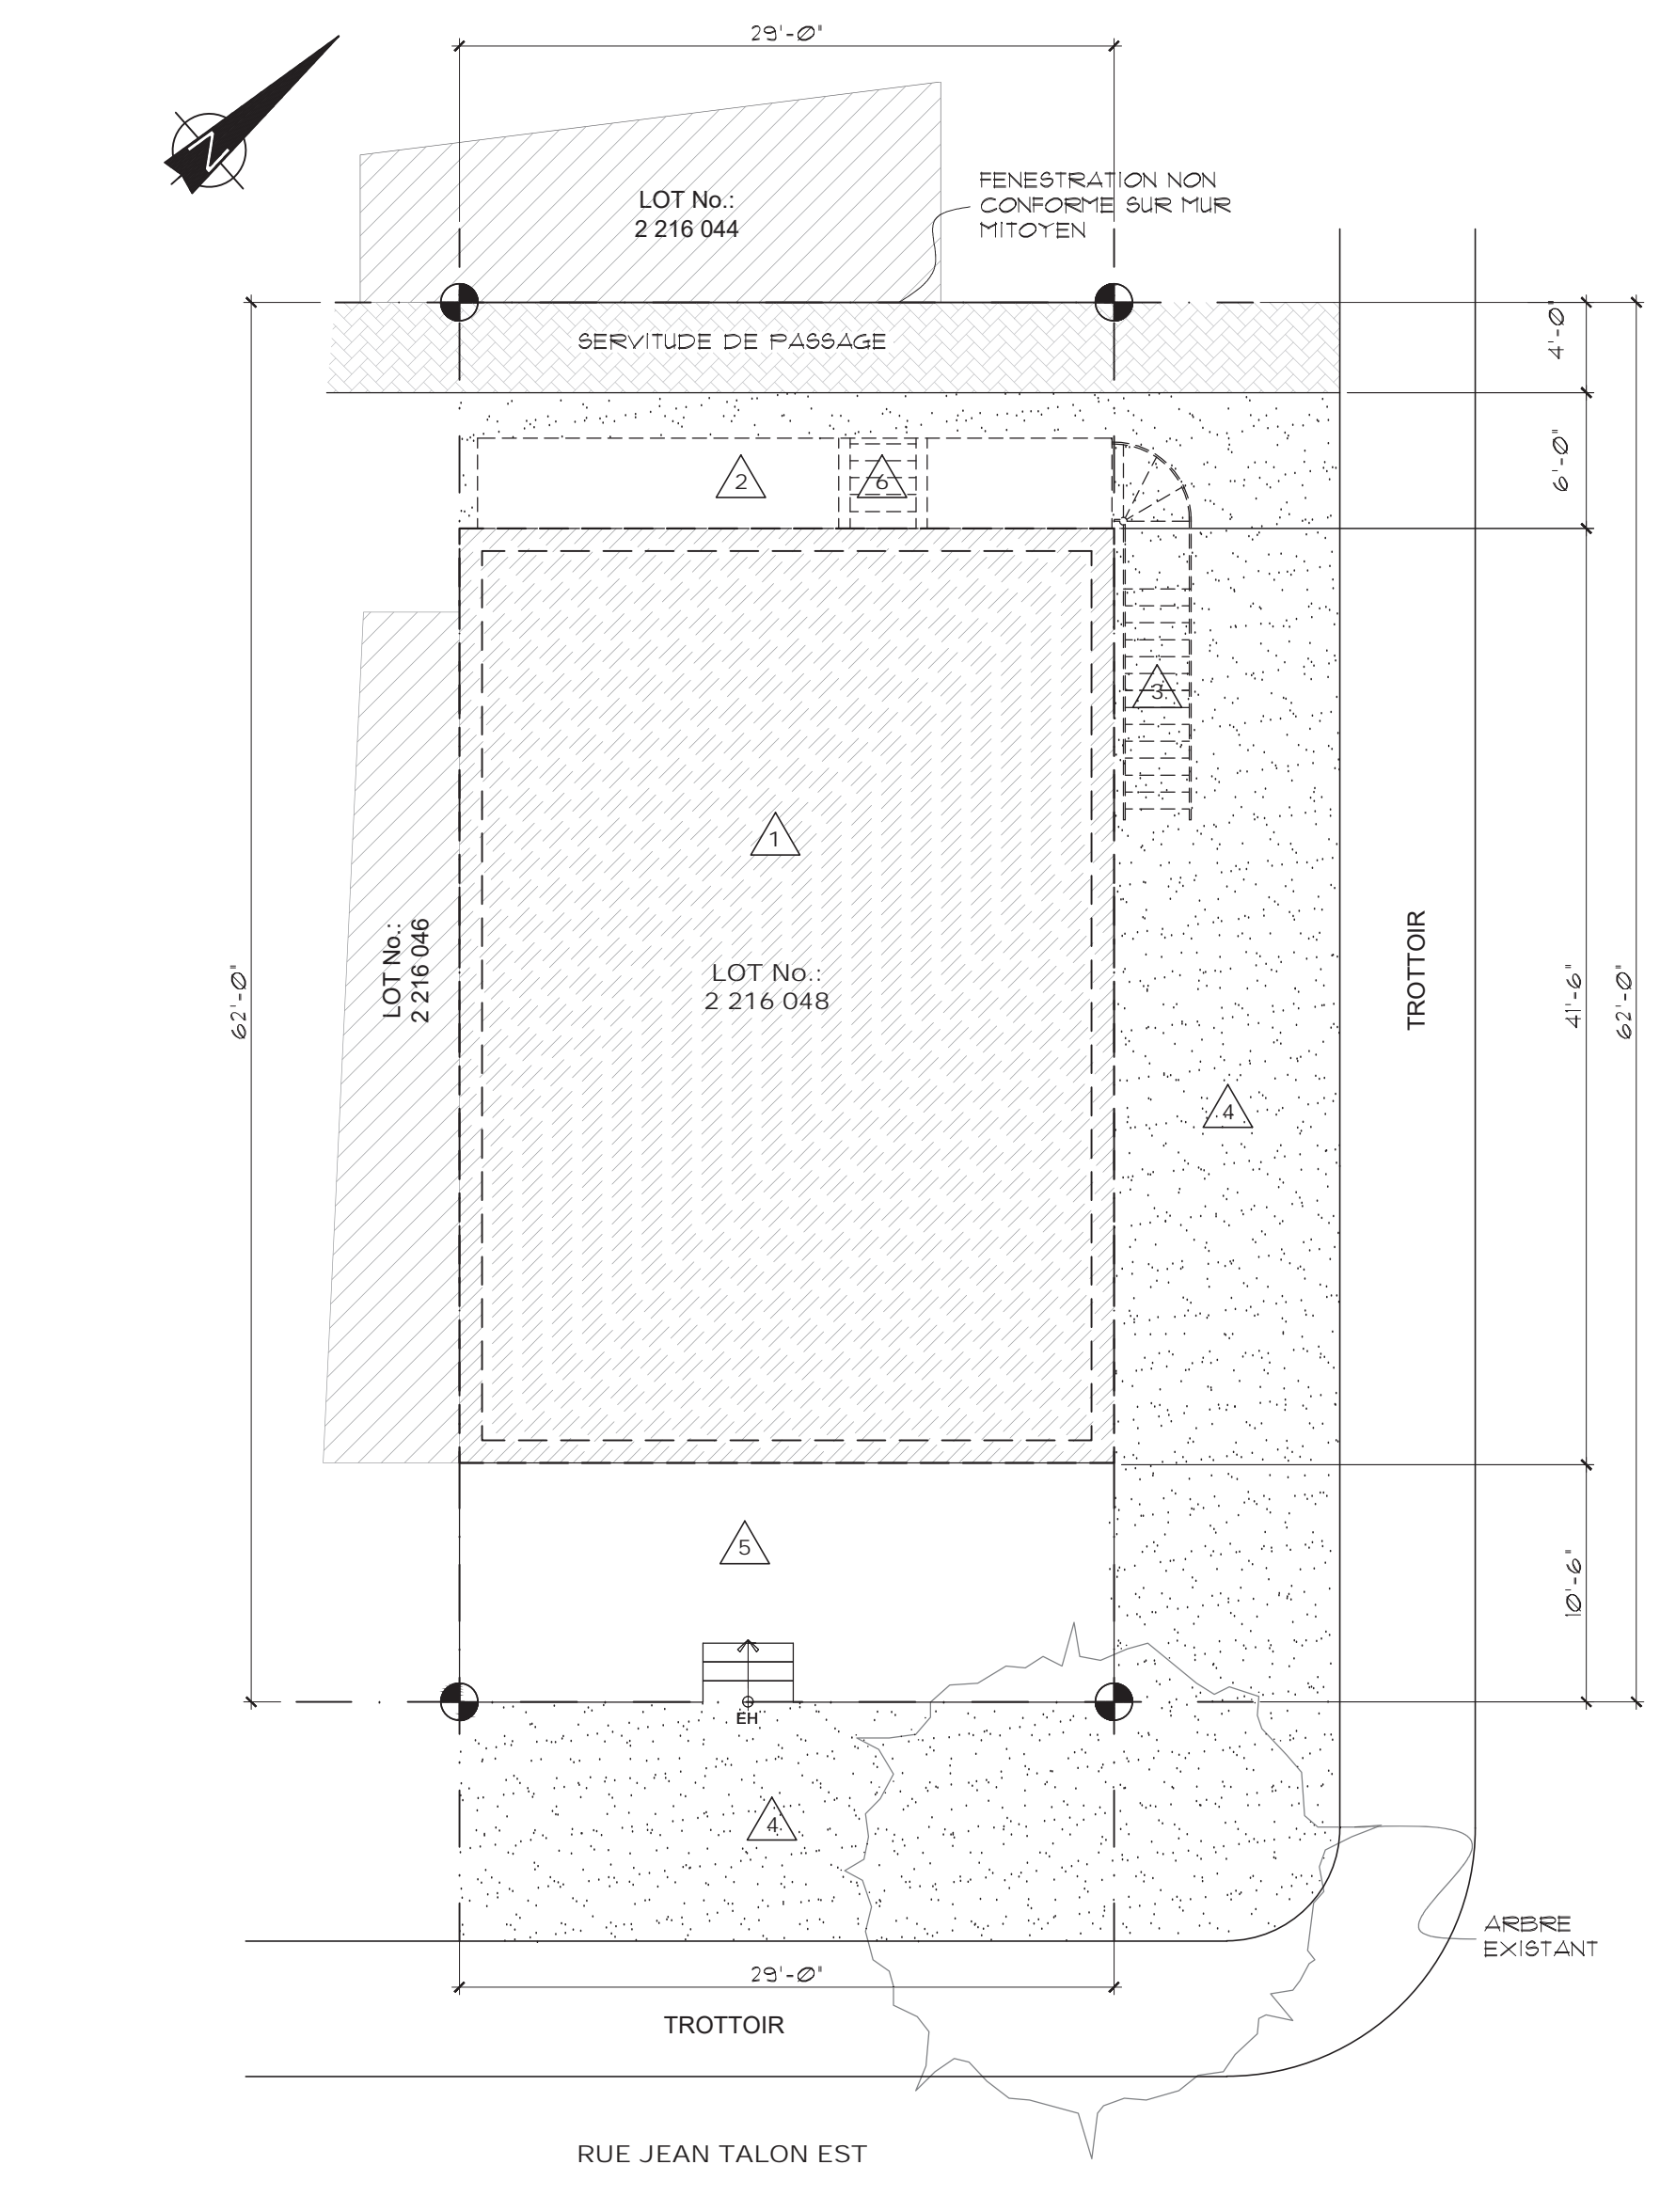 29'-0"
N
LOT No.:
2 216 044
FENESTRATION NON
CONFORME SUR MUR
MITOYEN
SERVITUDE DE PASSAGE
4'-0"
2
6
6'-0"
3
1
LOT No.:
2 216 046
LOT No.:
2 216 048
62'-0"
TROTTOIR
41'-6"
62'-0"
4
5
10'-6"
EH
4
ARBRE
EXISTANT
29'-0"
TROTTOIR
RUE JEAN TALON EST